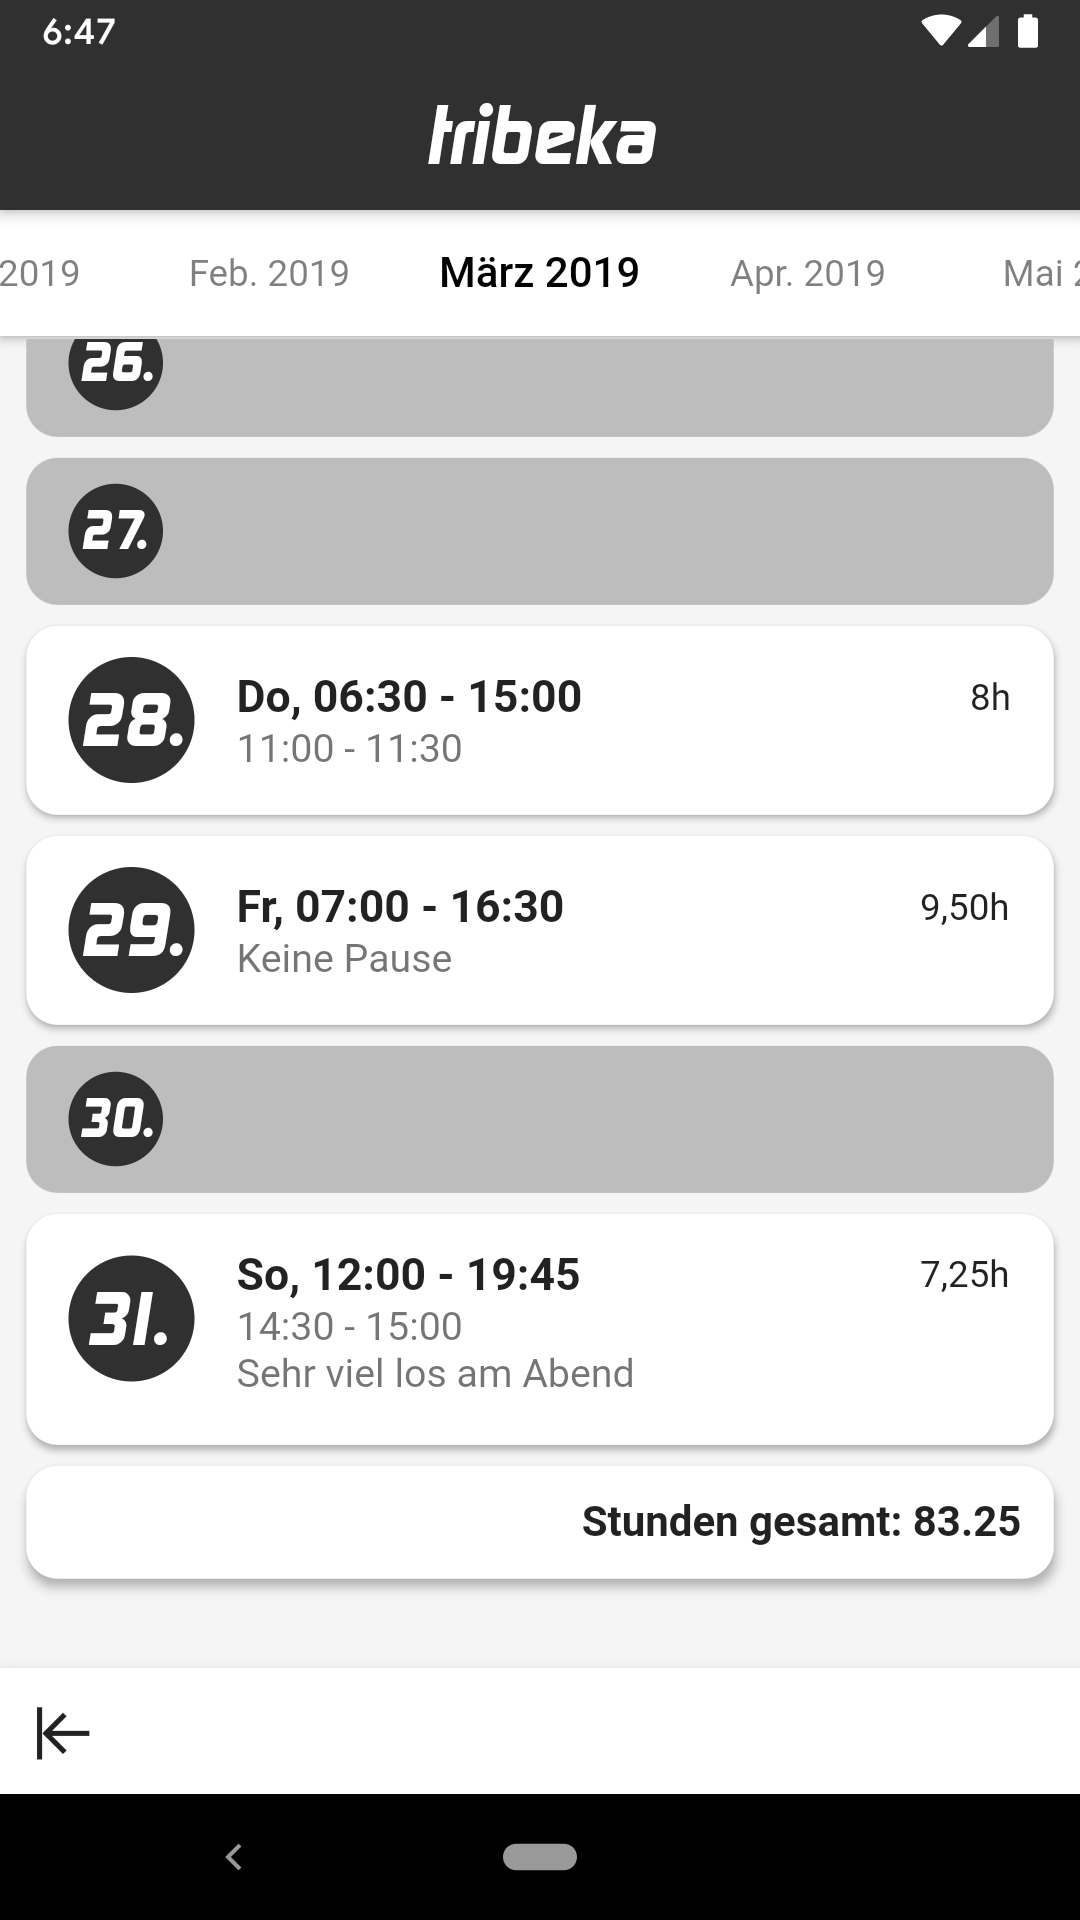 6:47
tribeka
2019 Feb. 2019 März 2019 Apr. 2019 Mai
26.
27.
28.
Do, 06:30 - 15:00 8h
11:00 - 11:30
29.
Fr, 07:00 - 16:30 9,50h
Keine Pause
30.
31.
So, 12:00 - 19:45 7,25h
14:30 - 15:00
Sehr viel los am Abend
Stunden gesamt: 83.25